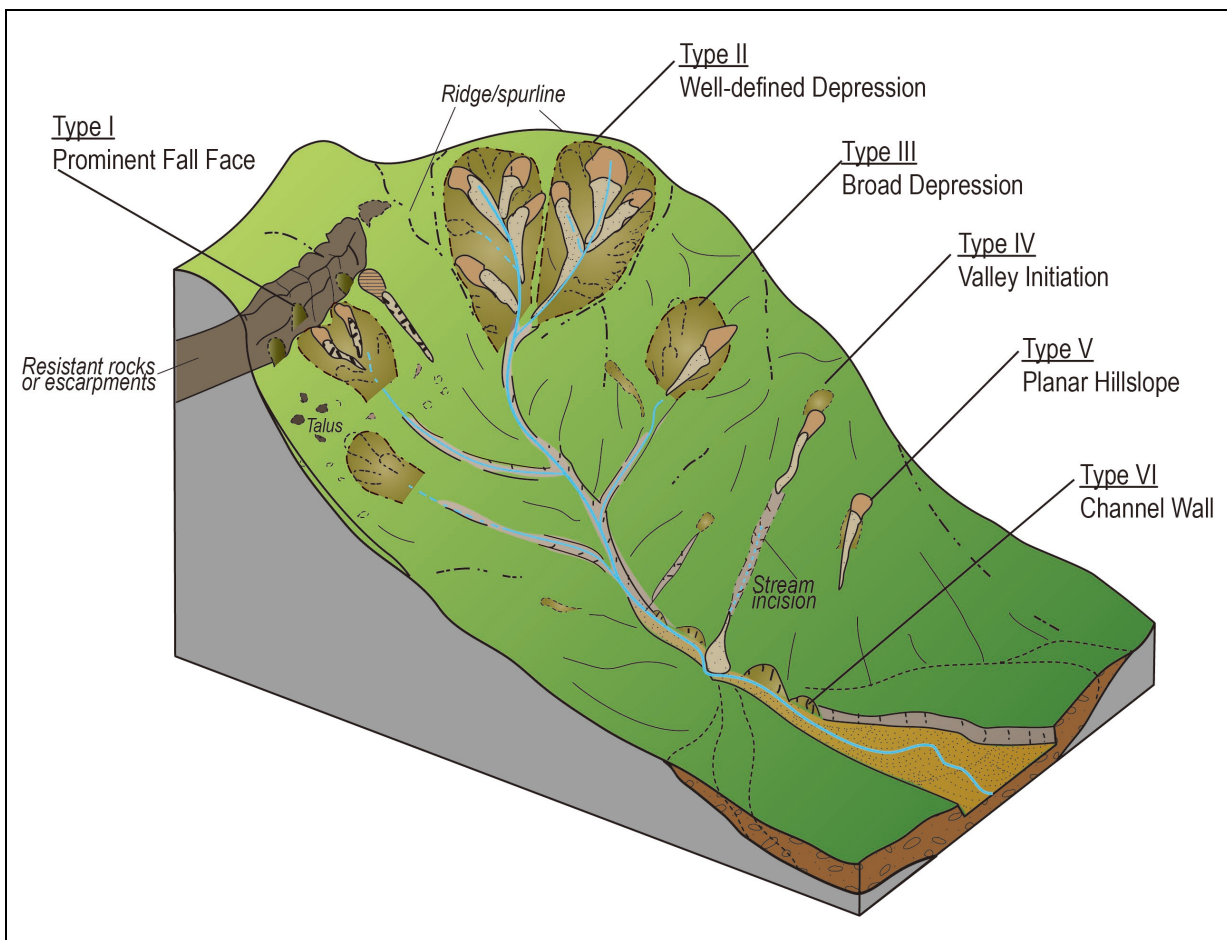 Type I
Prominent Fall Face
Ridge/spurline
Type II
Well-defined Depression
Type III
Broad Depression
Type IV
Valley Initiation
Type V
Planar Hillslope
Type VI
Channel Wall
Resistant rocks
or escarpments
Talus
Stream
incision